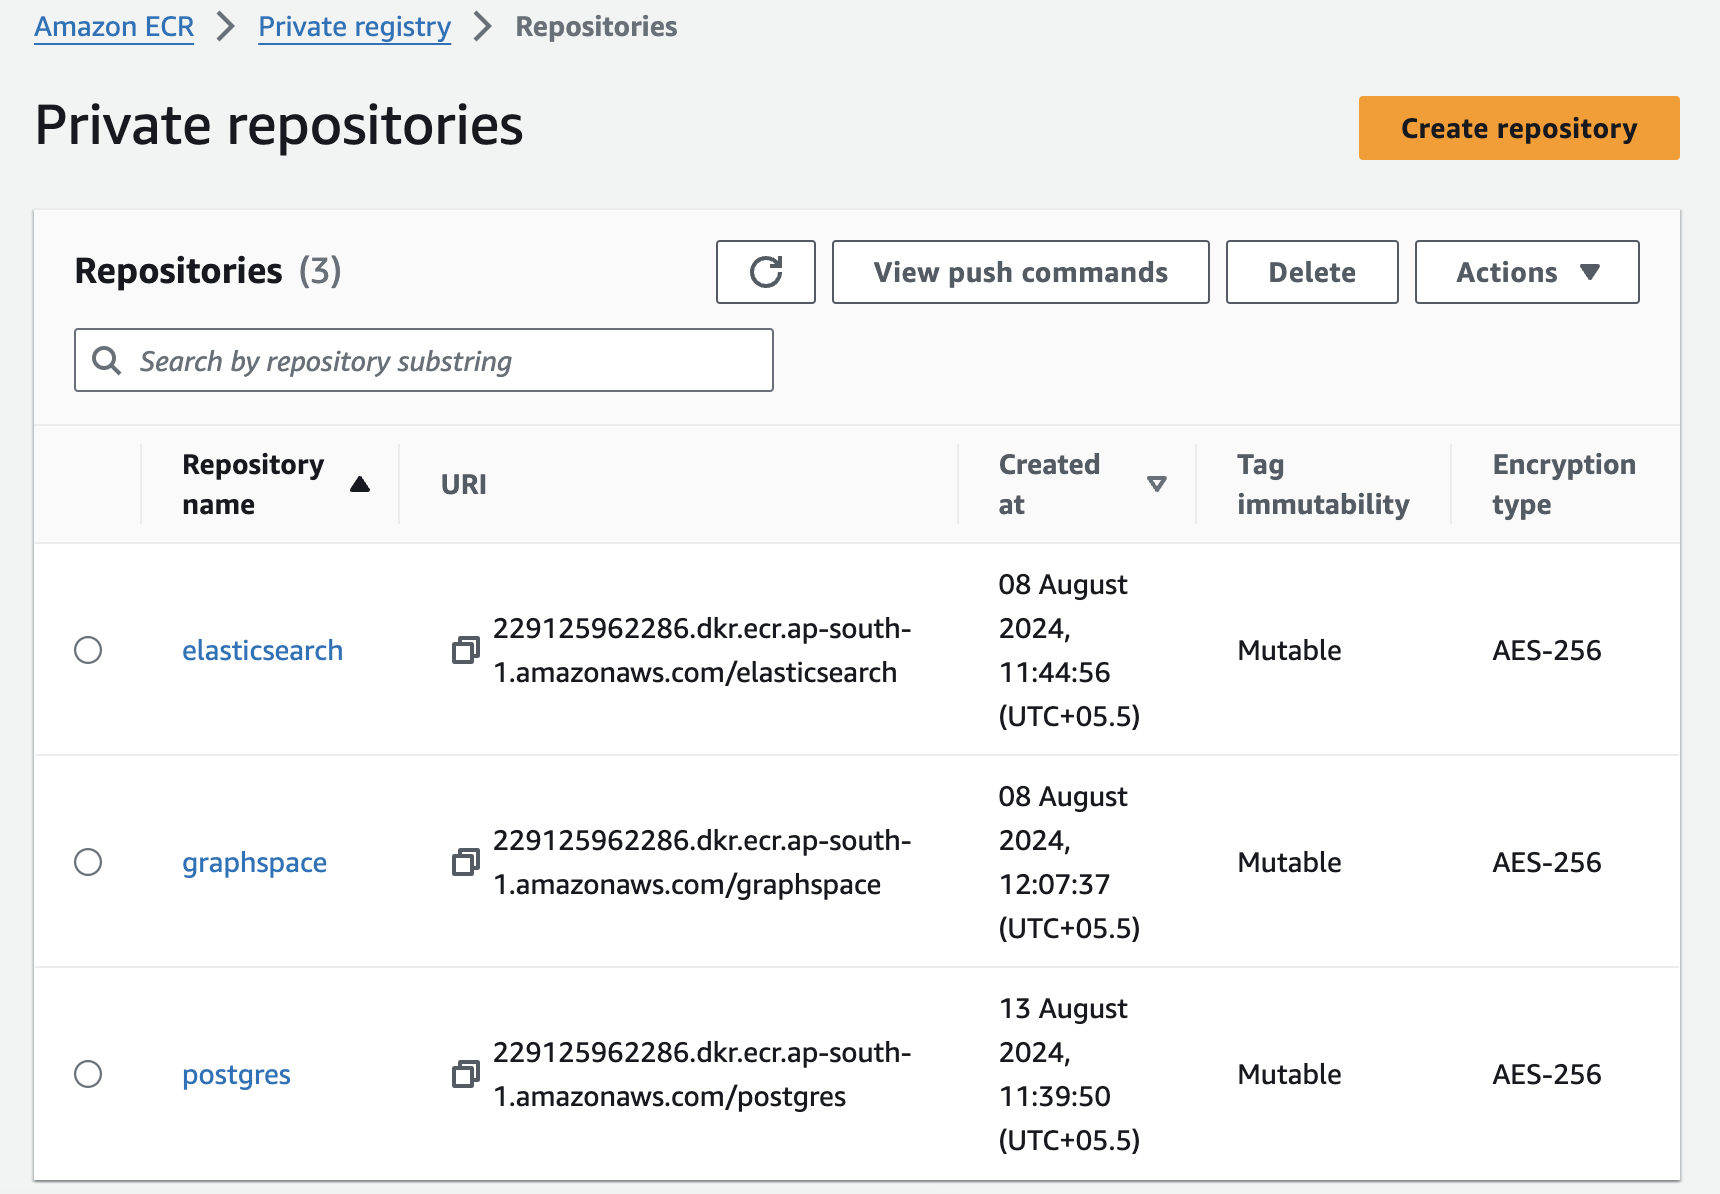 Amazon ECR > Private registry > Repositories
Private repositories
Create repository
Repositories (3)
View push commands
Delete
Actions
Search by repository substring
Repository
name
URI
Created
at
Tag
immutability
Encryption
type
elasticsearch
229125962286.dkr.ecr.ap-south-
1.amazonaws.com/elasticsearch
08 August
2024,
11:44:56
(UTC+05.5)
Mutable
AES-256
graphspace
229125962286.dkr.ecr.ap-south-
1.amazonaws.com/graphspace
08 August
2024,
12:07:37
(UTC+05.5)
Mutable
AES-256
postgres
229125962286.dkr.ecr.ap-south-
1.amazonaws.com/postgres
13 August
2024,
11:39:50
(UTC+05.5)
Mutable
AES-256